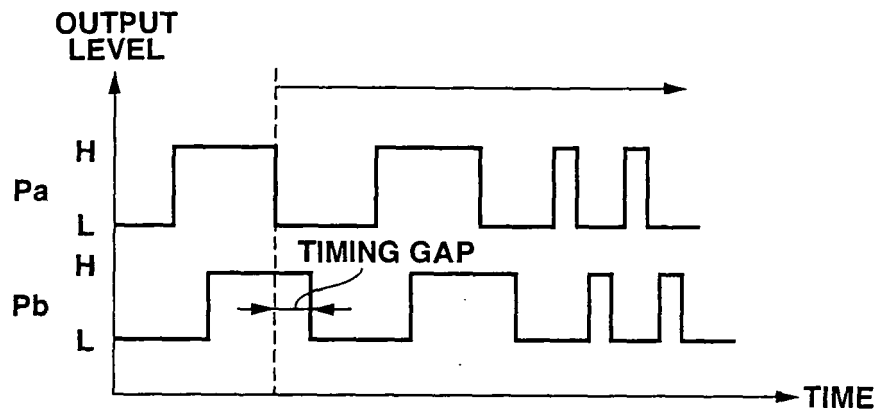 OUTPUT
LEVEL
H
Pa
L
H
TIMING GAP
Pb
L
TIME